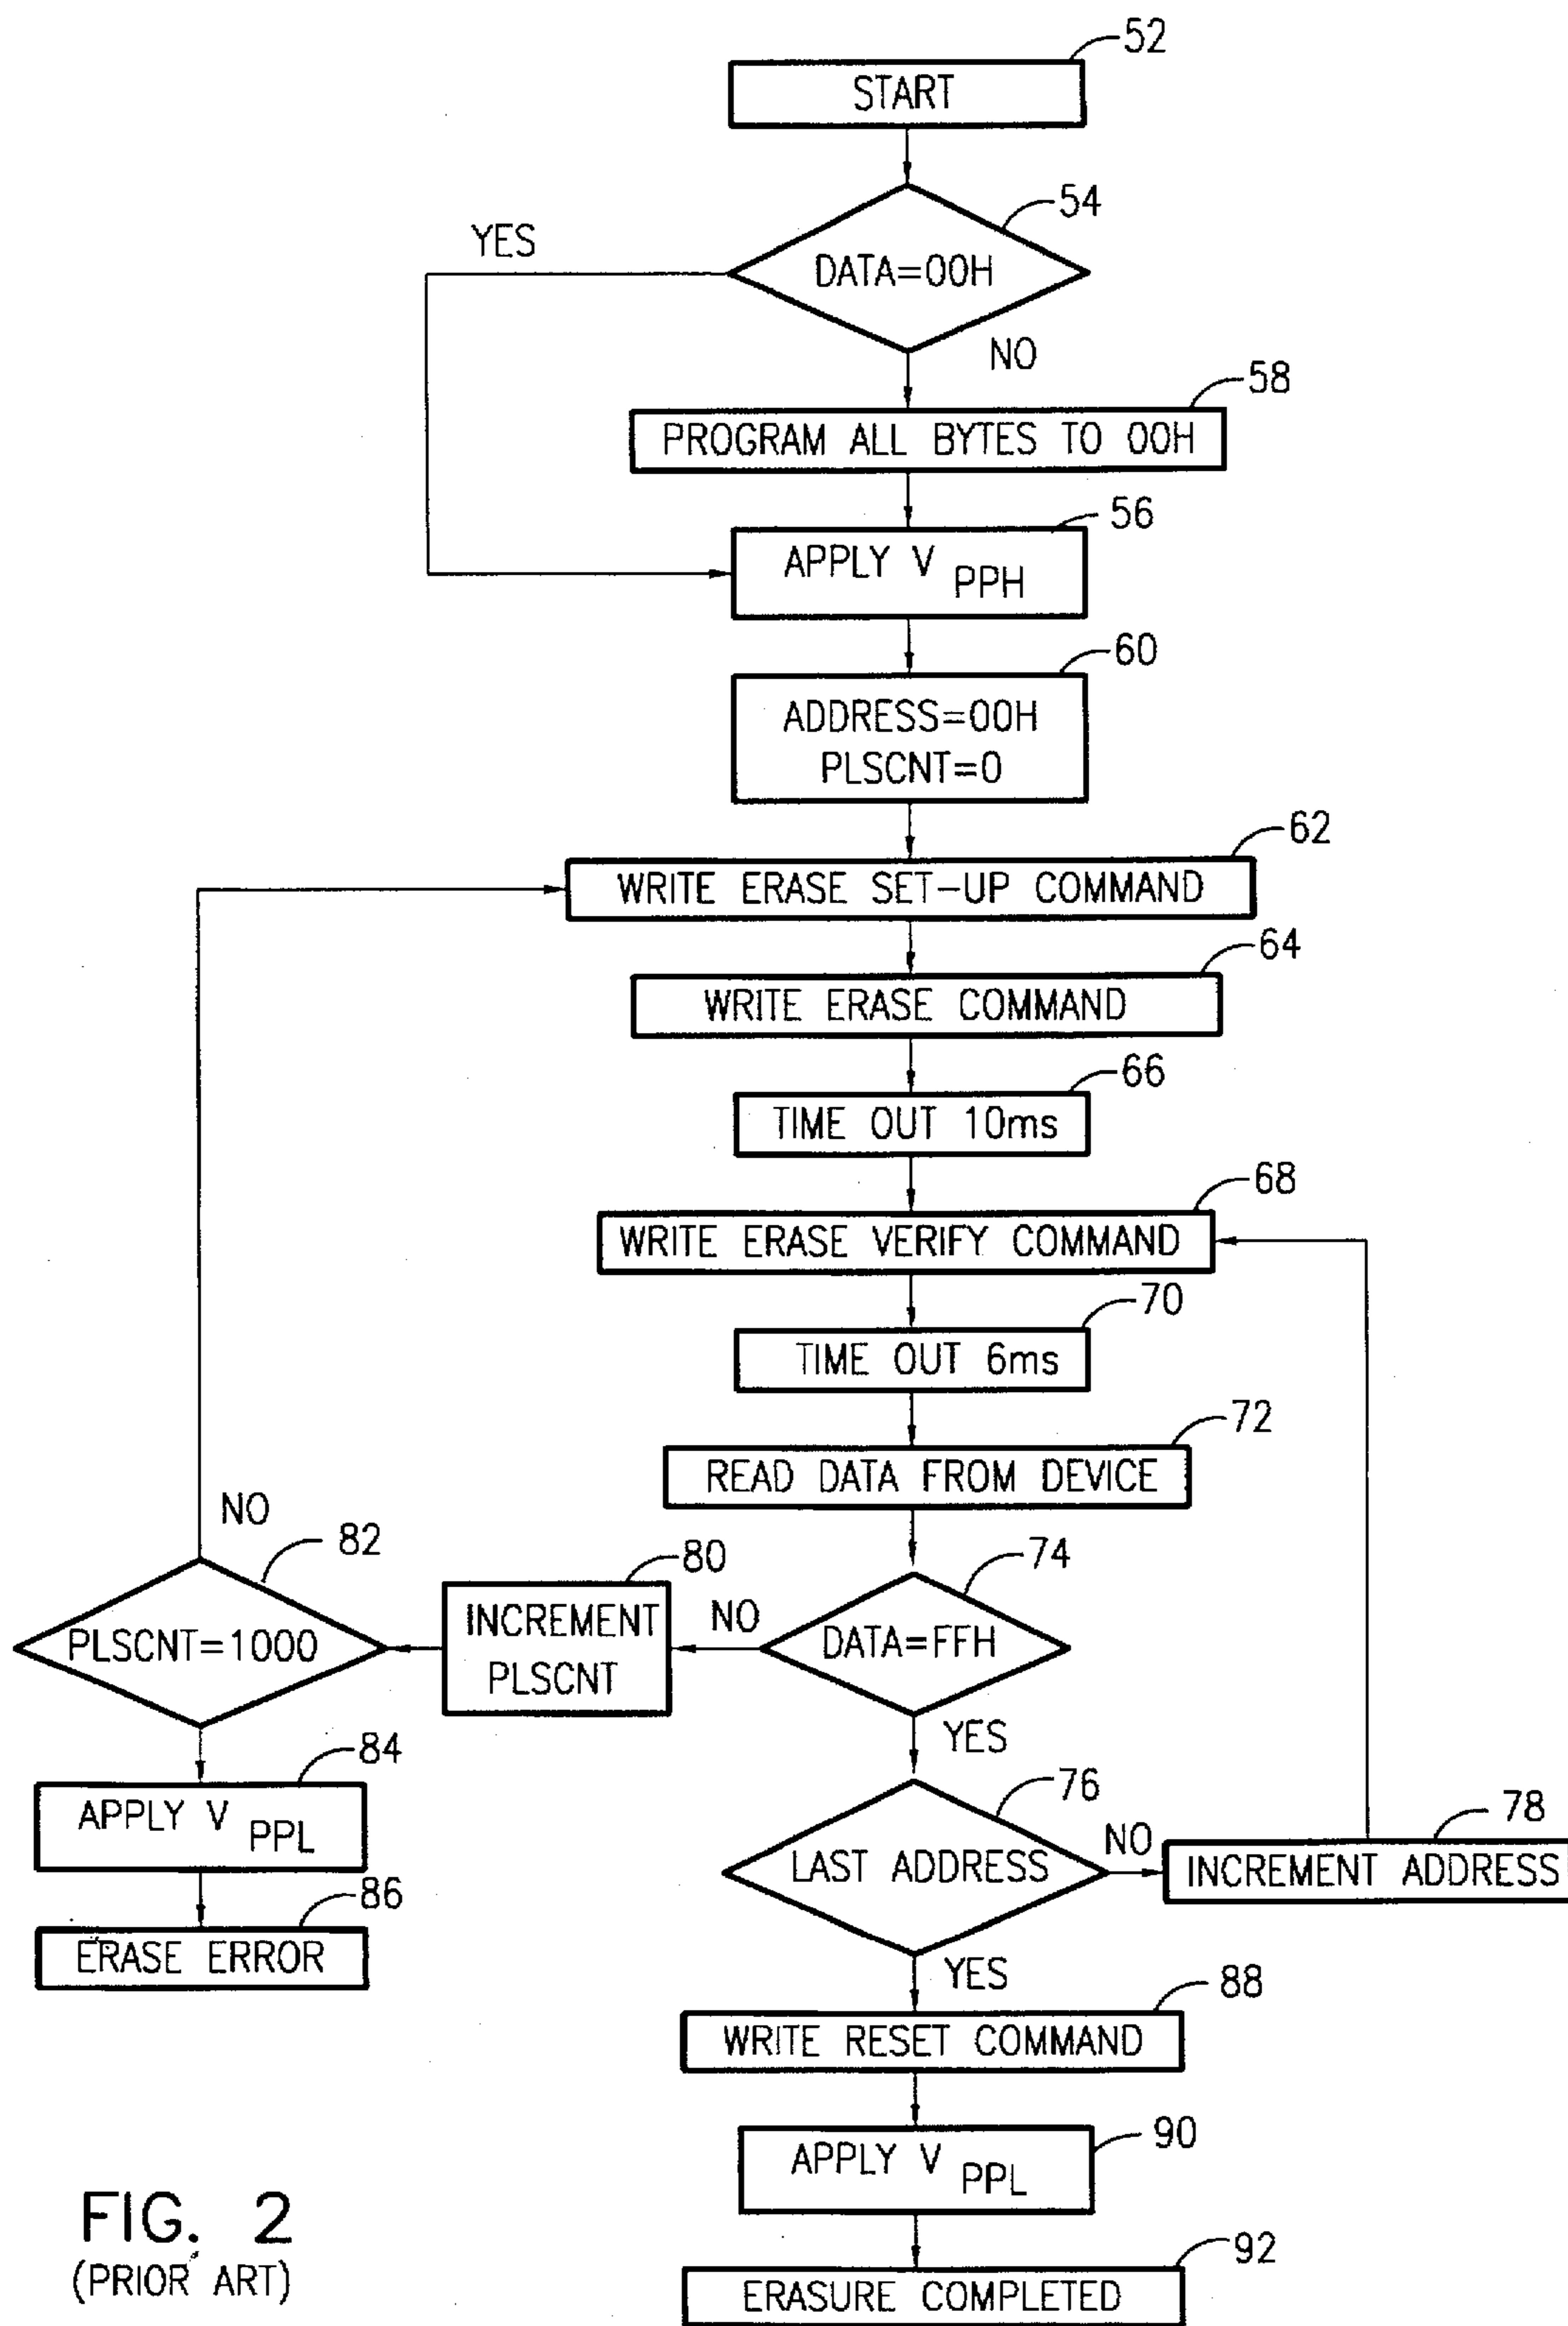 52
START
54
YES
DATA=00H
NO
58
PROGRAM ALL BYTES TO 00H
56
APPLY V PPH
60
ADDRESS=00H
PLSCNT=0
62
WRITE ERASE SET-UP COMMAND
64
WRITE ERASE COMMAND
66
TIME OUT 10ms
68
WRITE ERASE VERIFY COMMAND
70
TIME OUT 6ms
72
READ DATA FROM DEVICE
NO
82
80
74
PLSCNT=1000
INCREMENT
PLSCNT
NO
DATA=FFH
YES
84
APPLY V PPL
76
LAST ADDRESS
NO
78
INCREMENT ADDRESS
86
ERASE ERROR
YES
88
WRITE RESET COMMAND
90
APPLY V PPL
92
ERASURE COMPLETED
FIG. 2
(PRIOR ART)